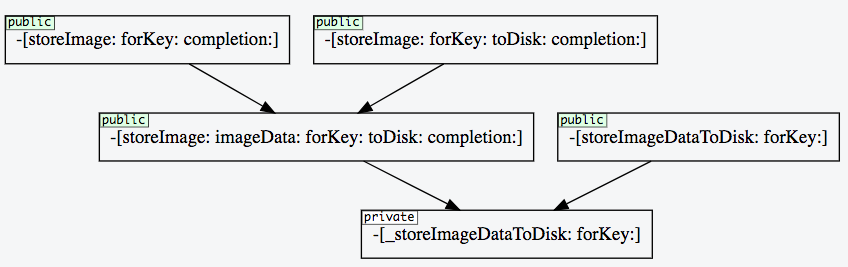 public
-[storeImage: forKey: completion:]
public
-[storeImage: forKey: toDisk: completion:]
public
-[storeImage: imageData: forKey: toDisk: completion:]
public
-[storeImageDataToDisk: forKey:]
private
-[_storeImageDataToDisk: forKey:]